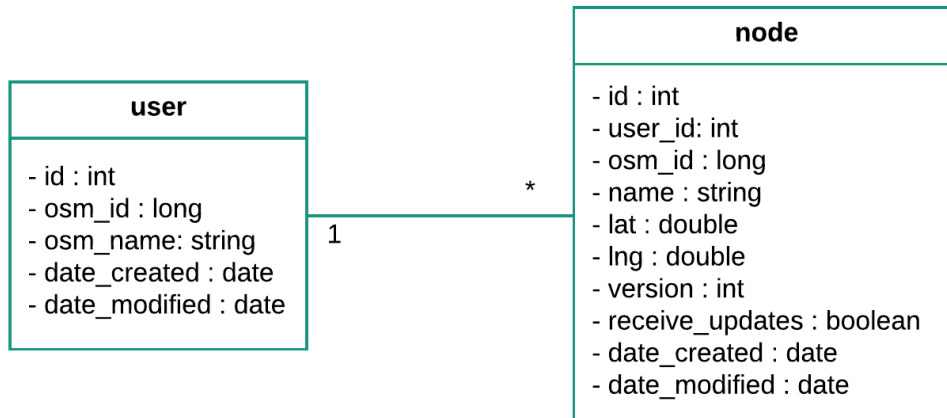 user
- id : int
- osm_id : long
- osm_name: string
- date_created : date
- date_modified : date
1
*
node
- id : int
- user_id: int
- osm_id : long
- name : string
- lat : double
- lng : double
- version : int
- receive_updates : boolean
- date_created : date
- date_modified : date